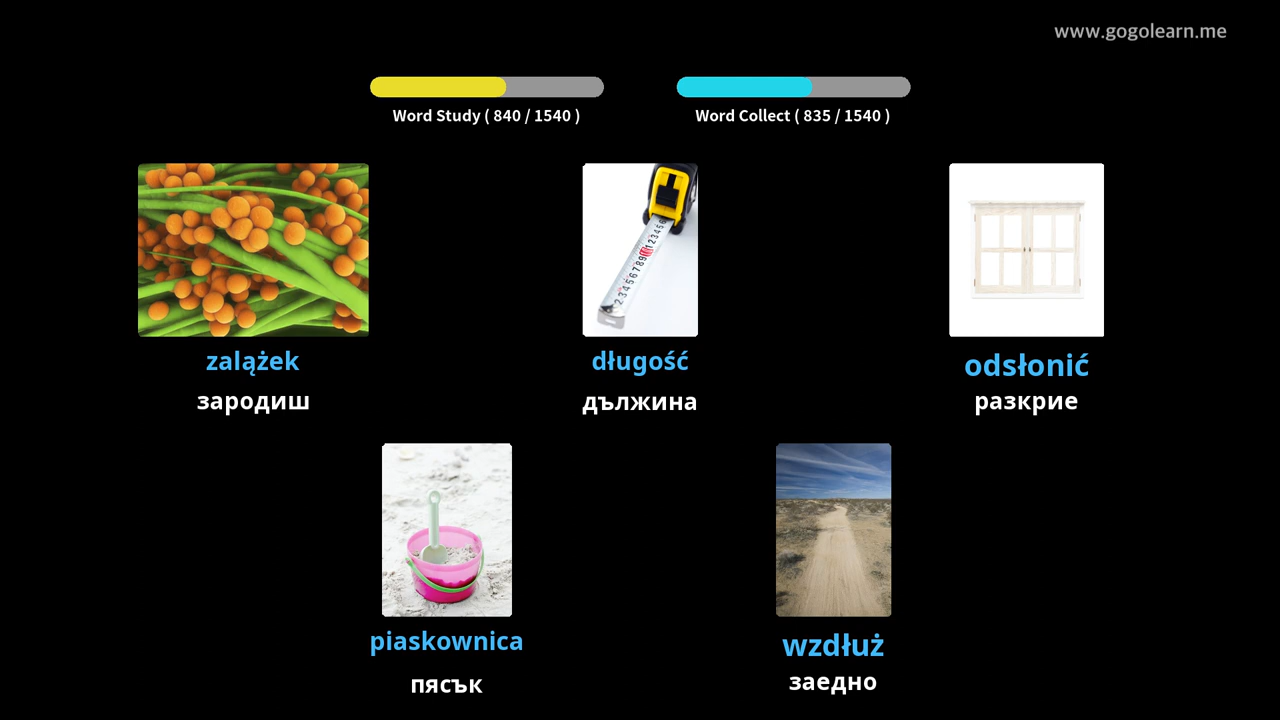 www.gogolearn.me
Word Study ( 840 / 1540 )
Word Collect ( 835 / 1540 )
zalążek
зародиш
długość
дължина
odsłonić
разкрие
piaskownica
пясък
wzdłuż
заедно